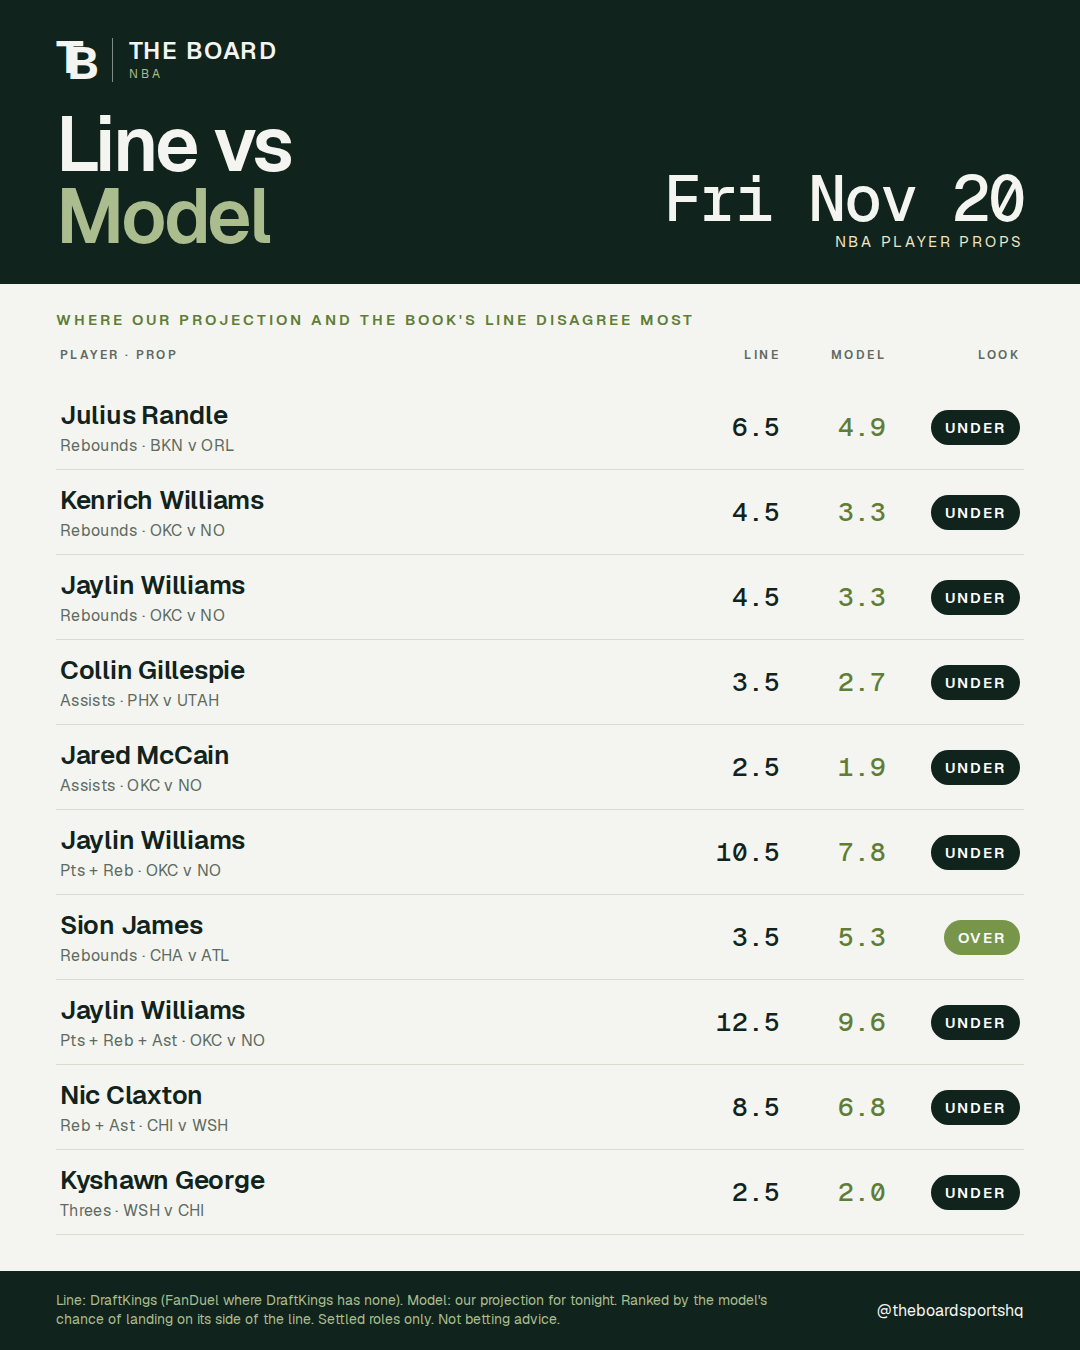 TB
THE BOARD
NBA
Line vs
Model
Fri Nov 20
NBA PLAYER PROPS
WHERE OUR PROJECTION AND THE BOOK'S LINE DISAGREE MOST
PLAYER · PROP LINE MODEL LOOK
Julius Randle
Rebounds · BKN v ORL
6.5 4.9 UNDER
Kenrich Williams
Rebounds · OKC v NO
4.5 3.3 UNDER
Jaylin Williams
Rebounds · OKC v NO
4.5 3.3 UNDER
Collin Gillespie
Assists · PHX v UTAH
3.5 2.7 UNDER
Jared McCain
Assists · OKC v NO
2.5 1.9 UNDER
Jaylin Williams
Pts + Reb · OKC v NO
10.5 7.8 UNDER
Sion James
Rebounds · CHA v ATL
3.5 5.3 OVER
Jaylin Williams
Pts + Reb + Ast · OKC v NO
12.5 9.6 UNDER
Nic Claxton
Reb + Ast · CHI v WSH
8.5 6.8 UNDER
Kyshawn George
Threes · WSH v CHI
2.5 2.0 UNDER
Line: DraftKings (FanDuel where DraftKings has none). Model: our projection for tonight. Ranked by the model's
chance of landing on its side of the line. Settled roles only. Not betting advice.
@theboardsportshq